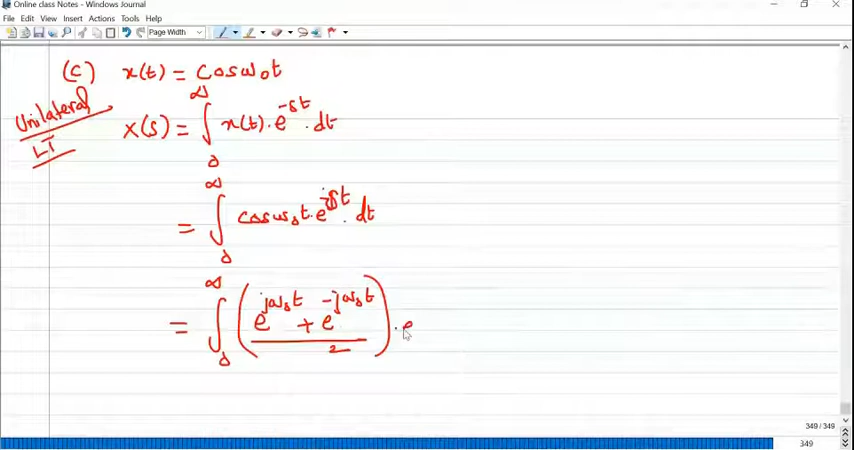 Online class Notes - Windows Journal
File Edit View Insert Actions Tools Help
Page Width
(C) x(t) = Cosω₀t
Unilateral LT
X(S) = ∫₀^∞ x(t)·e^{-st}·dt
= ∫₀^∞ cosω₀t·e^{-st}·dt
= ∫₀^∞ ((e^{jω₀t} + e^{-jω₀t})/2)·e
349 / 349
349